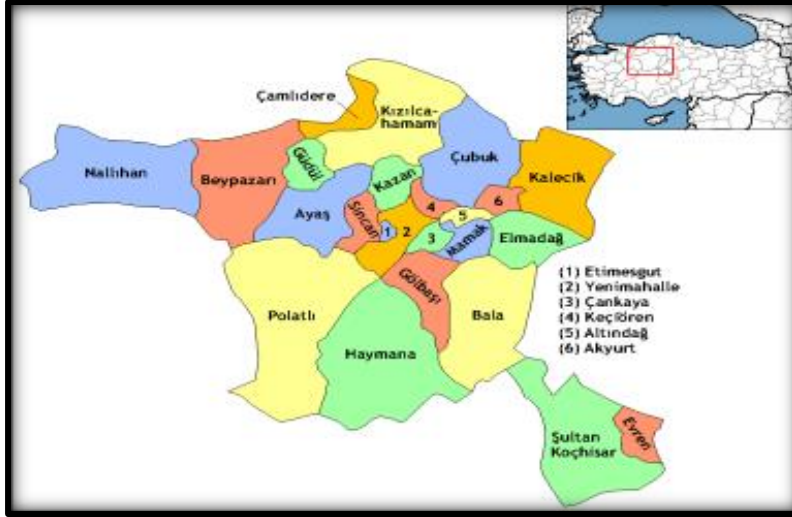 Çamlıdere
Kızılca-
hamam
Nallıhan
Beypazarı
Güdül
Kazan
Çubuk
Kalecik
Ayaş
Sincan
1
2
3
4
5
6
Mamak
Elmadağ
Polatlı
Gölbaşı
Bala
Haymana
(1) Etimesgut
(2) Yenimahalle
(3) Çankaya
(4) Keçiören
(5) Altındağ
(6) Akyurt
Şultan
Koçhisar
Evren